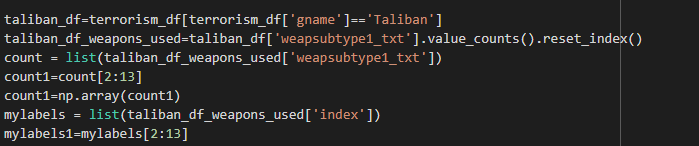 taliban_df=terrorism_df[terrorism_df['gname']=='Taliban']
taliban_df_weapons_used=taliban_df['weapsubtype1_txt'].value_counts().reset_index()
count = list(taliban_df_weapons_used['weapsubtype1_txt'])
count1=count[2:13]
count1=np.array(count1)
mylabels = list(taliban_df_weapons_used['index'])
mylabels1=mylabels[2:13]